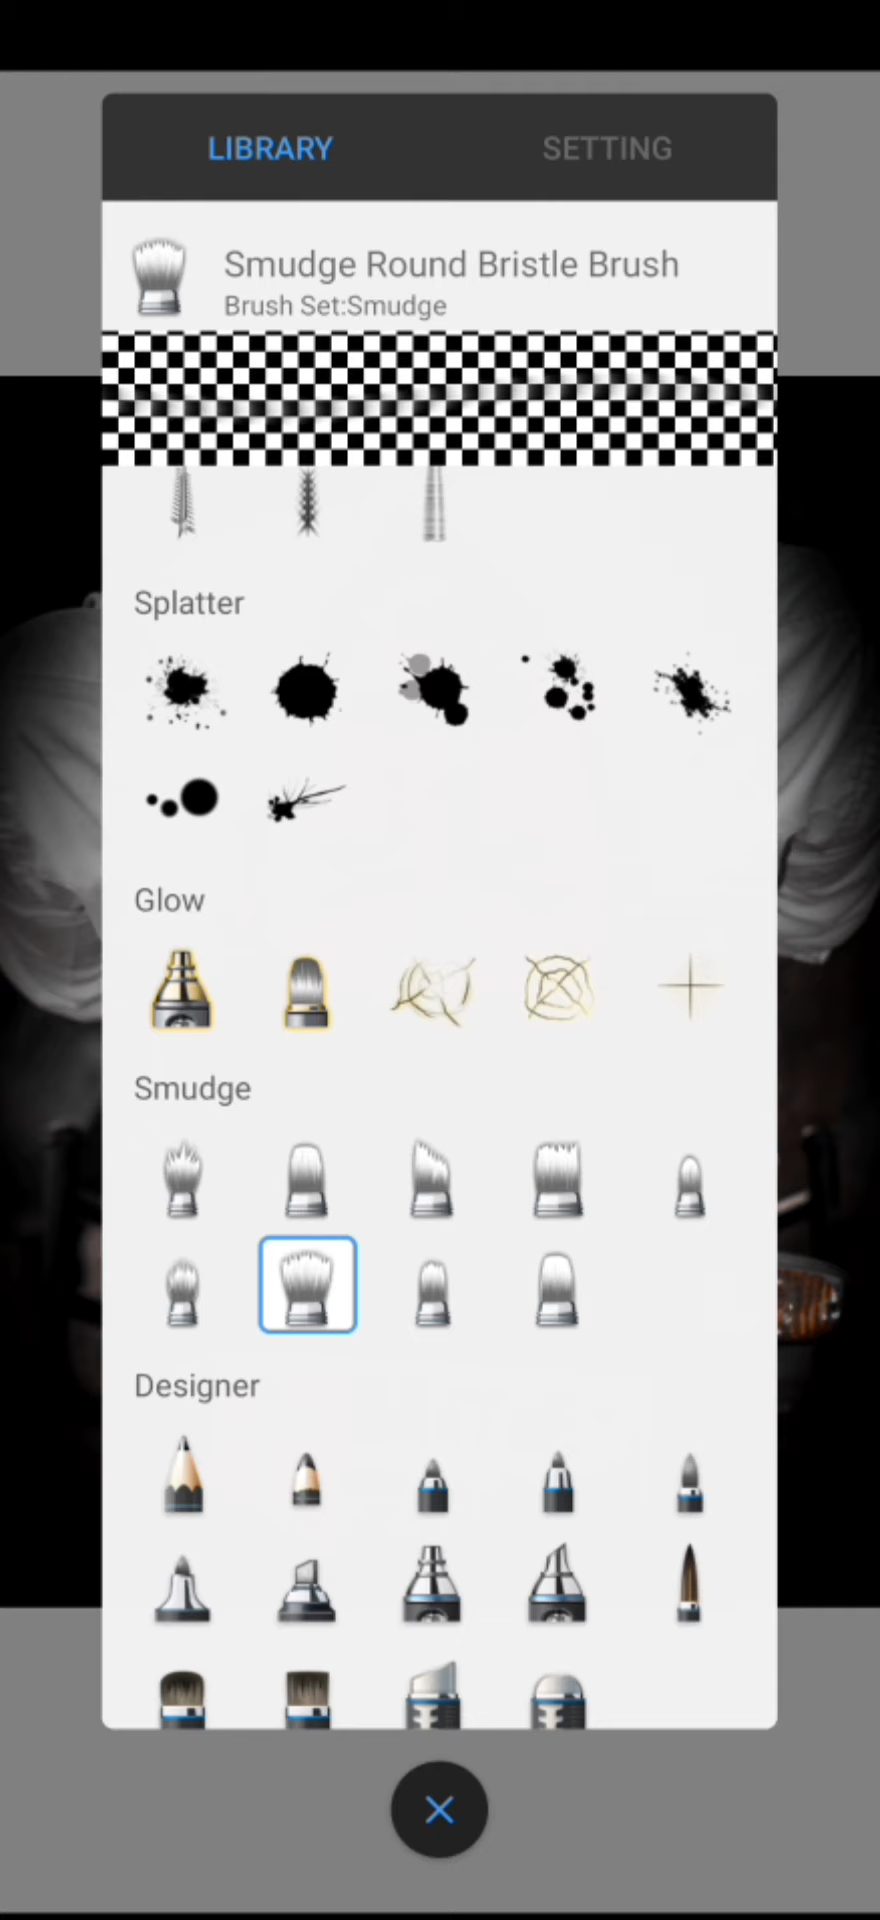 LIBRARY
SETTING
Smudge Round Bristle Brush
Brush Set:Smudge
Splatter
Glow
Smudge
Designer